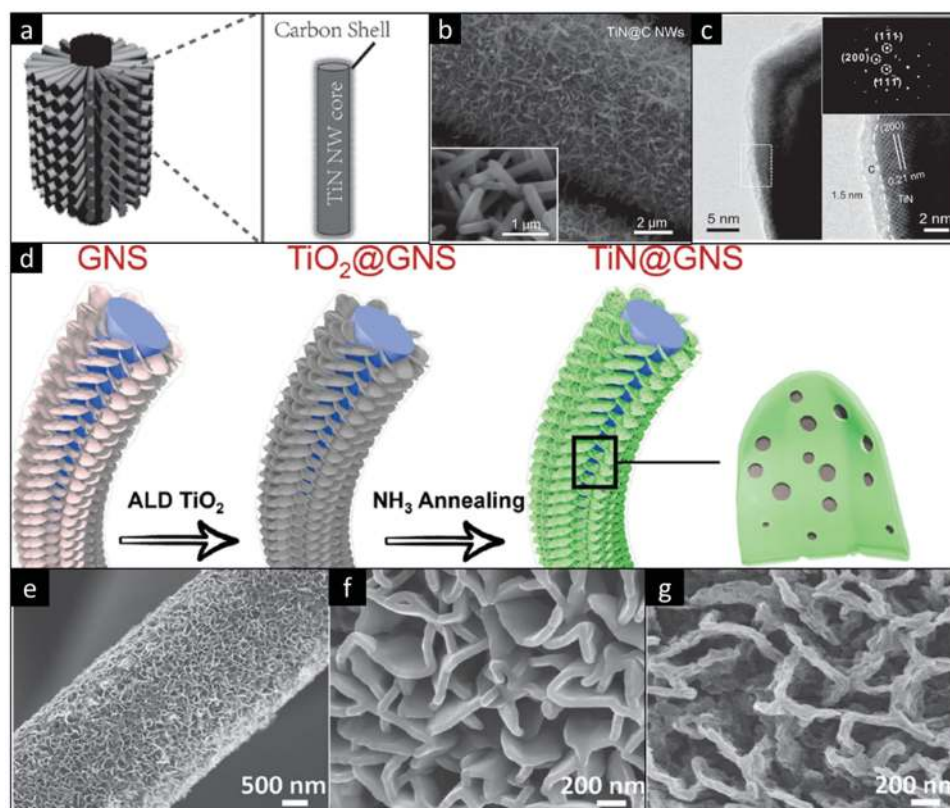 a
Carbon Shell
TiN NW core
b
TiN@C NWs
1 µm
2 µm
c
(11-1)
(200)
(200)
0.21 nm
C
1.5 nm
TiN
5 nm
2 nm
d
GNS
TiO₂@GNS
TiN@GNS
ALD TiO₂
NH₃ Annealing
e
500 nm
f
200 nm
g
200 nm